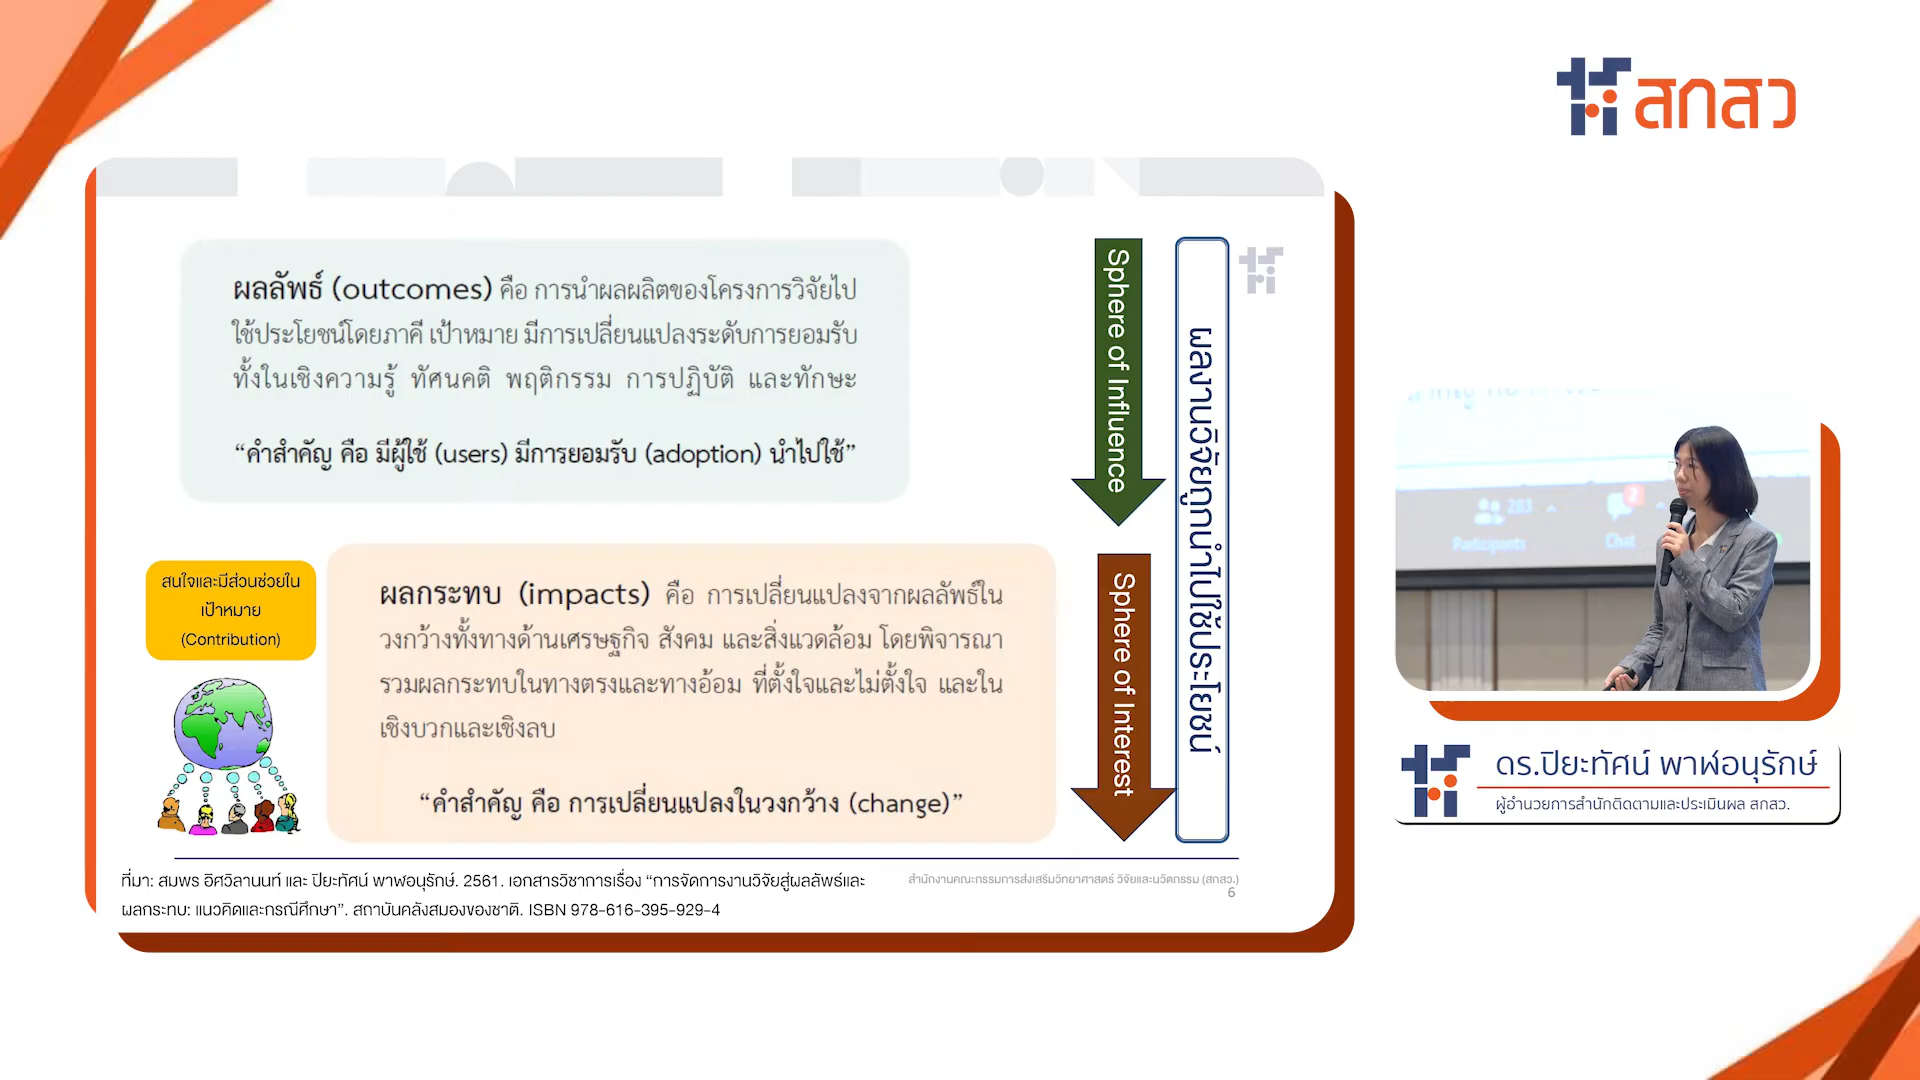 สกสว
ผลลัพธ์ (outcomes) คือ การนำผลผลิตของโครงการวิจัยไป
ใช้ประโยชน์โดยภาคี เป้าหมาย มีการเปลี่ยนแปลงระดับการยอมรับ
ทั้งในเชิงความรู้ ทัศนคติ พฤติกรรม การปฏิบัติ และทักษะ
“คำสำคัญ คือ มีผู้ใช้ (users) มีการยอมรับ (adoption) นำไปใช้”
Sphere of Influence
ผลงานวิจัยถูกนำไปใช้ประโยชน์
สนใจและมีส่วนช่วยใน
เป้าหมาย
(Contribution)
ผลกระทบ (impacts) คือ การเปลี่ยนแปลงจากผลลัพธ์ใน
วงกว้างทั้งทางด้านเศรษฐกิจ สังคม และสิ่งแวดล้อม โดยพิจารณา
รวมผลกระทบในทางตรงและทางอ้อม ที่ตั้งใจและไม่ตั้งใจ และใน
เชิงบวกและเชิงลบ
“คำสำคัญ คือ การเปลี่ยนแปลงในวงกว้าง (change)”
Sphere of Interest
ที่มา: สมพร อิศวิลานนท์ และ ปิยะทัศน์ พาฬอนุรักษ์. 2561. เอกสารวิชาการเรื่อง “การจัดการงานวิจัยสู่ผลลัพธ์และ
ผลกระทบ: แนวคิดและกรณีศึกษา”. สถาบันคลังสมองของชาติ. ISBN 978-616-395-929-4
สำนักงานคณะกรรมการส่งเสริมวิทยาศาสตร์ วิจัยและนวัตกรรม (สกสว.)
6
283
2
Participants
Chat
ดร.ปิยะทัศน์ พาฬอนุรักษ์
ผู้อำนวยการสำนักติดตามและประเมินผล สกสว.